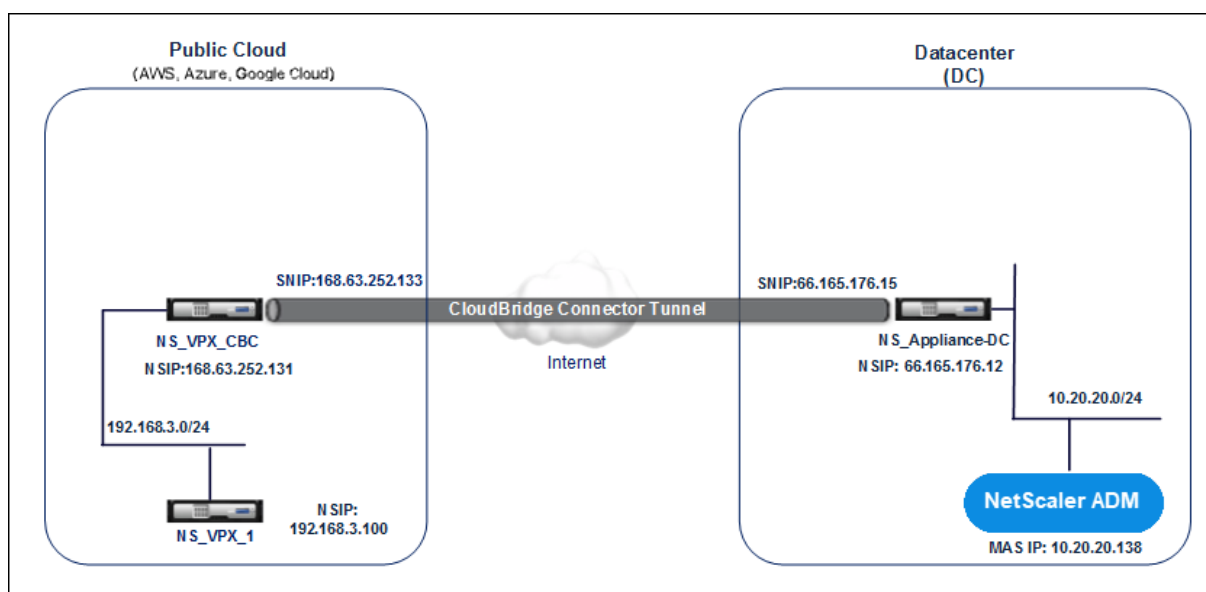 Public Cloud
(AWS, Azure, Google Cloud)
Datacenter
(DC)
SNIP:168.63.252.133
SNIP:66.165.176.15
CloudBridge Connector Tunnel
NS_VPX_CBC
NSIP:168.63.252.131
Internet
NS_Appliance-DC
NSIP: 66.165.176.12
192.168.3.0/24
10.20.20.0/24
NS_VPX_1
NSIP:
192.168.3.100
NetScaler ADM
MAS IP: 10.20.20.138